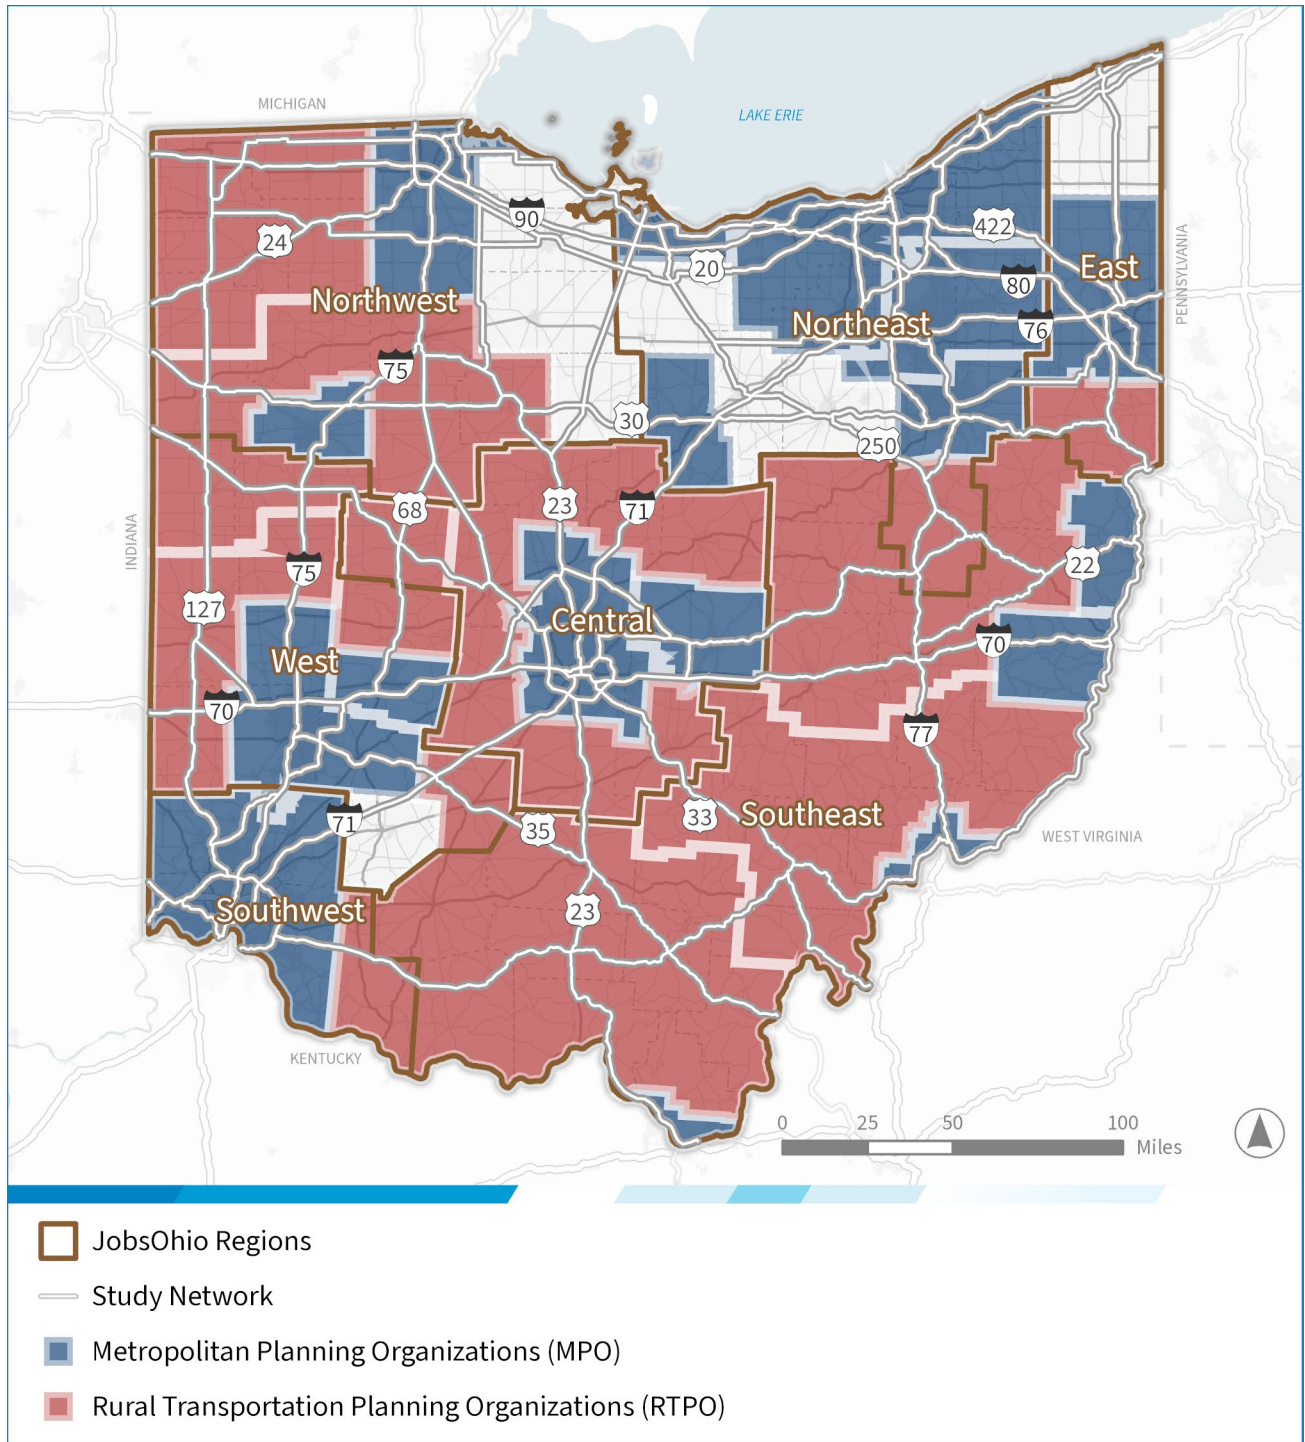 MICHIGAN
LAKE ERIE
90
422
24
20
PENNSYLVANIA
East
80
Northwest
Northeast
76
75
30
250
68
23
71
INDIANA
75
22
127
Central
70
West
70
77
33
Southeast
71
35
WEST VIRGINIA
Southwest
23
KENTUCKY
0 25 50 100
Miles
JobsOhio Regions
Study Network
Metropolitan Planning Organizations (MPO)
Rural Transportation Planning Organizations (RTPO)